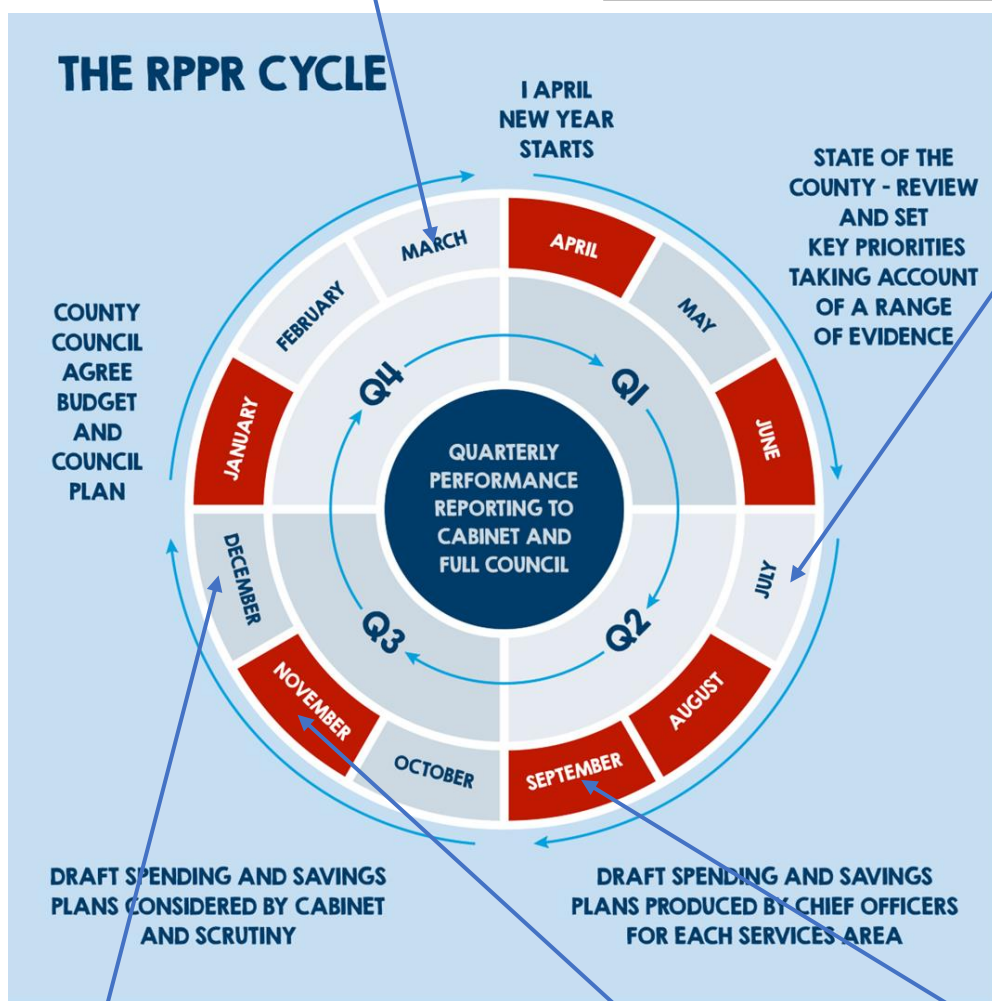 THE RPPR CYCLE
1 APRIL
NEW YEAR
STARTS
STATE OF THE
COUNTY - REVIEW
AND SET
KEY PRIORITIES
TAKING ACCOUNT
OF A RANGE
OF EVIDENCE
COUNTY
COUNCIL
AGREE
BUDGET
AND
COUNCIL
PLAN
APRIL
MAY
JUNE
JULY
AUGUST
SEPTEMBER
OCTOBER
NOVEMBER
DECEMBER
JANUARY
FEBRUARY
MARCH
Q1
Q2
Q3
Q4
QUARTERLY
PERFORMANCE
REPORTING TO
CABINET AND
FULL COUNCIL
DRAFT SPENDING AND SAVINGS
PLANS CONSIDERED BY CABINET
AND SCRUTINY
DRAFT SPENDING AND SAVINGS
PLANS PRODUCED BY CHIEF OFFICERS
FOR EACH SERVICES AREA